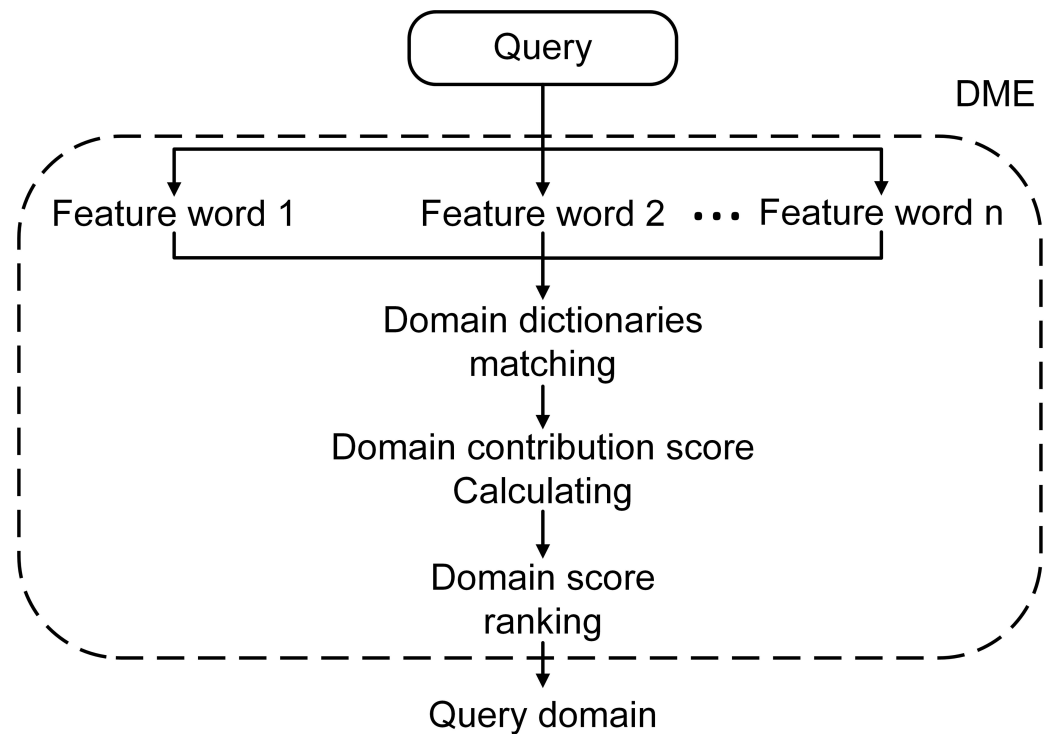 Query
DME
Feature word 1
Feature word 2
•••
Feature word n
Domain dictionaries
matching
Domain contribution score
Calculating
Domain score
ranking
Query domain